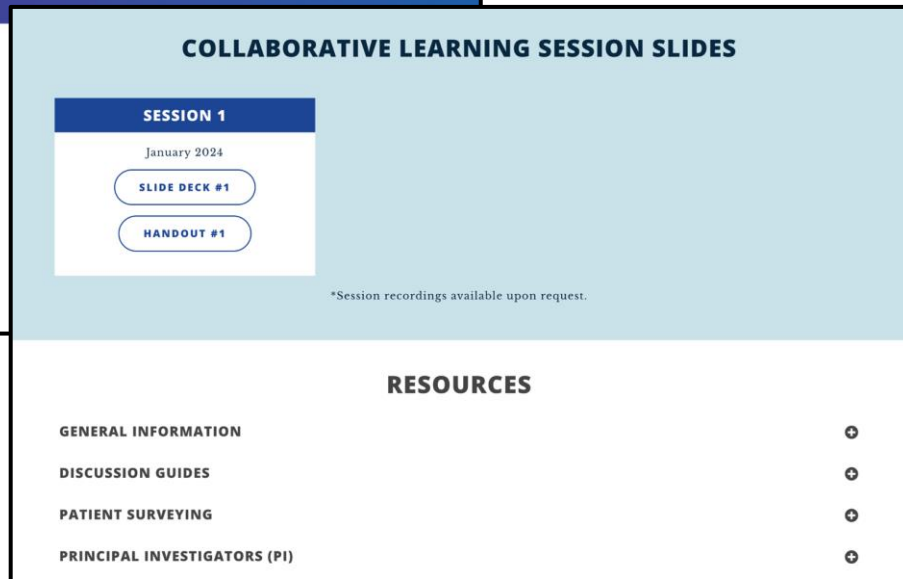 COLLABORATIVE LEARNING SESSION SLIDES
SESSION 1
January 2024
SLIDE DECK #1
HANDOUT #1
*Session recordings available upon request.
RESOURCES
GENERAL INFORMATION
DISCUSSION GUIDES
PATIENT SURVEYING
PRINCIPAL INVESTIGATORS (PI)